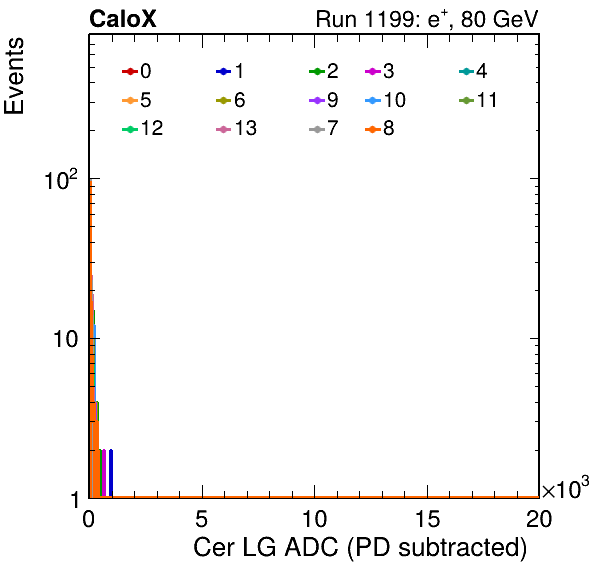 CaloX Run 1199: e⁺, 80 GeV
Events
0 1 2 3 4
5 6 9 10 11
12 13 7 8
10²
10
1
0 5 10 15 20
×10³
Cer LG ADC (PD subtracted)